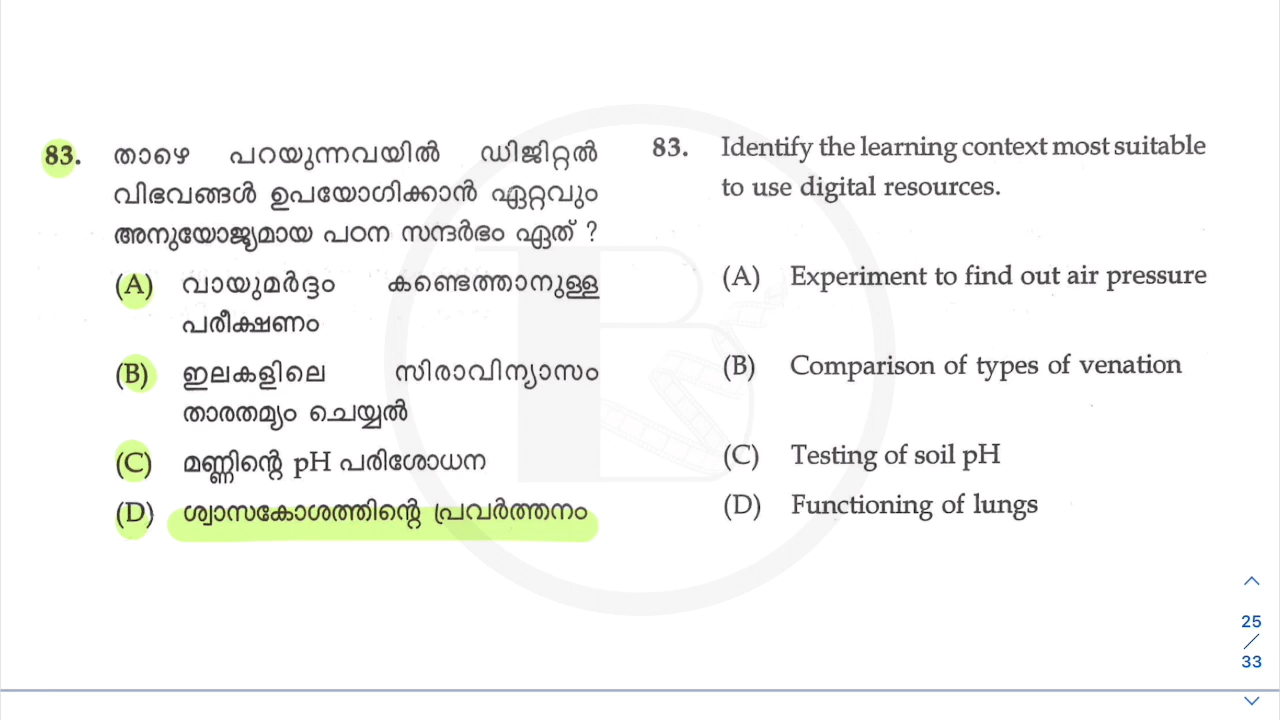 83. താഴെ പറയുന്നവയിൽ ഡിജിറ്റൽ
വിഭവങ്ങൾ ഉപയോഗിക്കാൻ ഏറ്റവും
അനുയോജ്യമായ പഠന സന്ദർഭം ഏത് ?
(A) വായുമർദ്ദം കണ്ടെത്താനുള്ള
പരീക്ഷണം
(B) ഇലകളിലെ സിരാവിന്യാസം
താരതമ്യം ചെയ്യൽ
(C) മണ്ണിന്റെ pH പരിശോധന
(D) ശ്വാസകോശത്തിന്റെ പ്രവർത്തനം
83. Identify the learning context most suitable
to use digital resources.
(A) Experiment to find out air pressure
(B) Comparison of types of venation
(C) Testing of soil pH
(D) Functioning of lungs
25
/
33